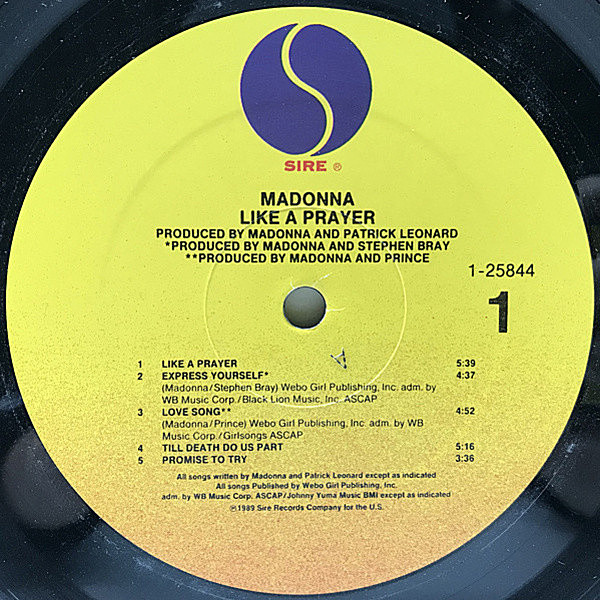 SIRE ®
MADONNA
LIKE A PRAYER
PRODUCED BY MADONNA AND PATRICK LEONARD
*PRODUCED BY MADONNA AND STEPHEN BRAY
**PRODUCED BY MADONNA AND PRINCE
1-25844
1
1 LIKE A PRAYER 5:39
2 EXPRESS YOURSELF* 4:37
(Madonna/Stephen Bray) Webo Girl Publishing, Inc. adm. by
WB Music Corp./Black Lion Music, Inc. ASCAP
3 LOVE SONG** 4:52
(Madonna/Prince) Webo Girl Publishing, Inc. adm. by WB
Music Corp./Girlsongs ASCAP
4 TILL DEATH DO US PART 5:16
5 PROMISE TO TRY 3:36
All songs written by Madonna and Patrick Leonard except as indicated
All songs Published by Webo Girl Publishing, Inc.
adm. by WB Music Corp. ASCAP/Johnny Yuma Music BMI except as indicated
℗1989 Sire Records Company for the U.S.